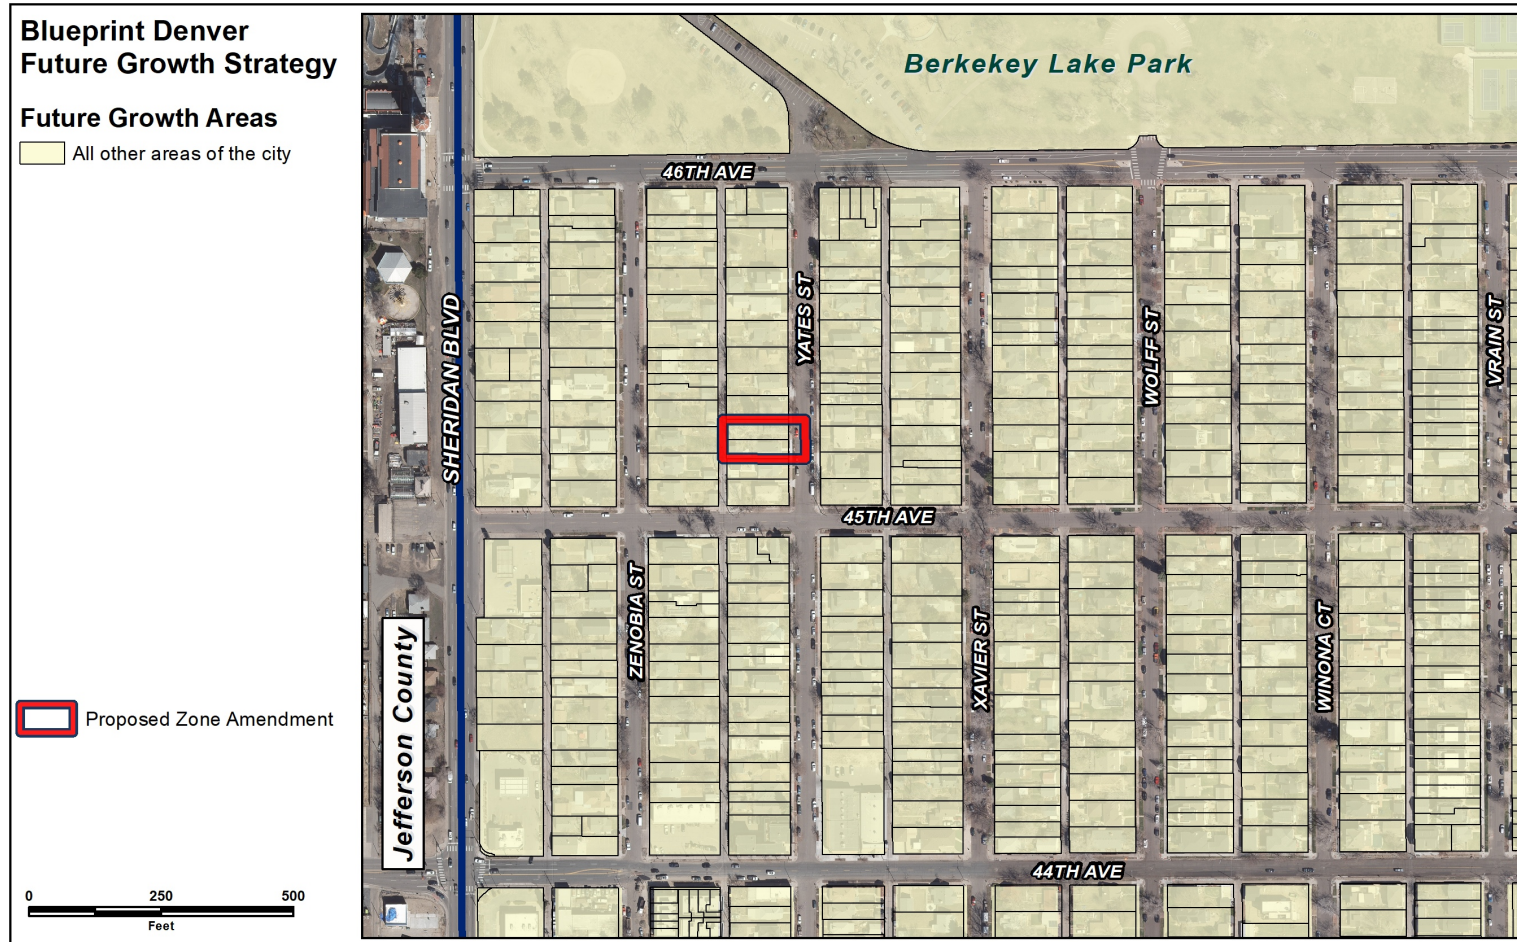 Blueprint Denver
Future Growth Strategy
Future Growth Areas
All other areas of the city
Proposed Zone Amendment
0 250 500
Feet
Berkekey Lake Park
46TH AVE
SHERIDAN BLVD
YATES ST
WOLFF ST
VRAIN ST
45TH AVE
ZENOBIA ST
XAVIER ST
WINONA CT
Jefferson County
44TH AVE